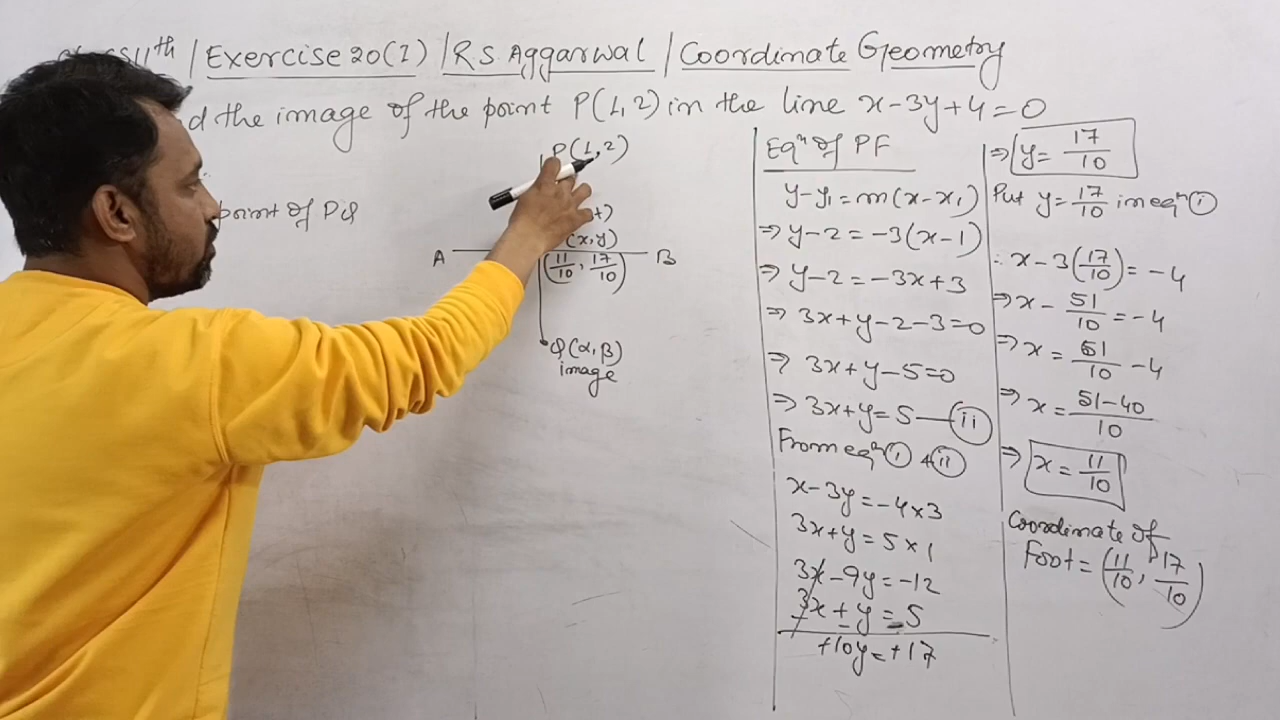 11th / Exercise 20(I) / R.S. Aggarwal / Coordinate Geometry
d the image of the point P(1,2) in the line x-3y+4=0
P(1,2)
point of PQ
t)
(x,y)
A B
(11/10, 17/10)
Q(α,β)
image
Eqⁿ of PF
y-y₁=m(x-x₁)
⇒ y-2=-3(x-1)
⇒ y-2=-3x+3
⇒ 3x+y-2-3=0
⇒ 3x+y-5=0
⇒ 3x+y=5 — (ii)
From eqⁿ (i) & (ii)
x-3y=-4×3
3x+y=5×1
3x-9y=-12
3x+y=5
+10y=+17
⇒ y=17/10
Put y=17/10 in eqⁿ (i)
∴ x-3(17/10)=-4
⇒ x-51/10=-4
⇒ x=51/10-4
⇒ x=51-40/10
⇒ x=11/10
Coordinate of
Foot=(11/10, 17/10)